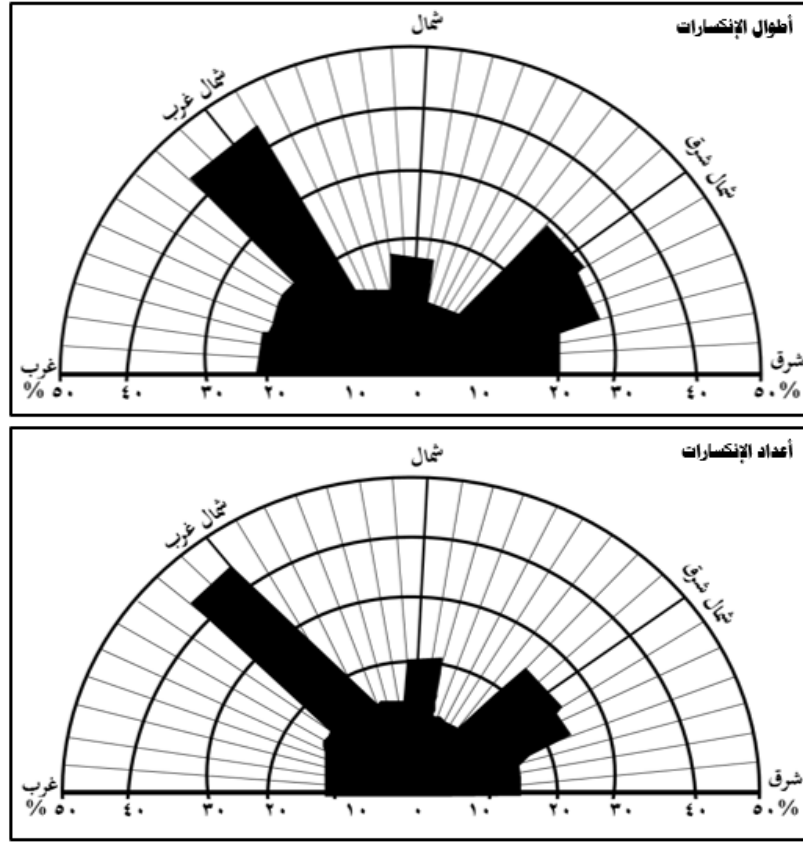 أطوال الإنكسارات
شمال
شمال غرب
شمال شرق
غرب
شرق
% ٥٠ ٤٠ ٣٠ ٢٠ ١٠ ٠ ١٠ ٢٠ ٣٠ ٤٠ ٥٠ %
أعداد الإنكسارات
شمال
شمال غرب
شمال شرق
غرب
شرق
% ٥٠ ٤٠ ٣٠ ٢٠ ١٠ ٠ ١٠ ٢٠ ٣٠ ٤٠ ٥٠ %